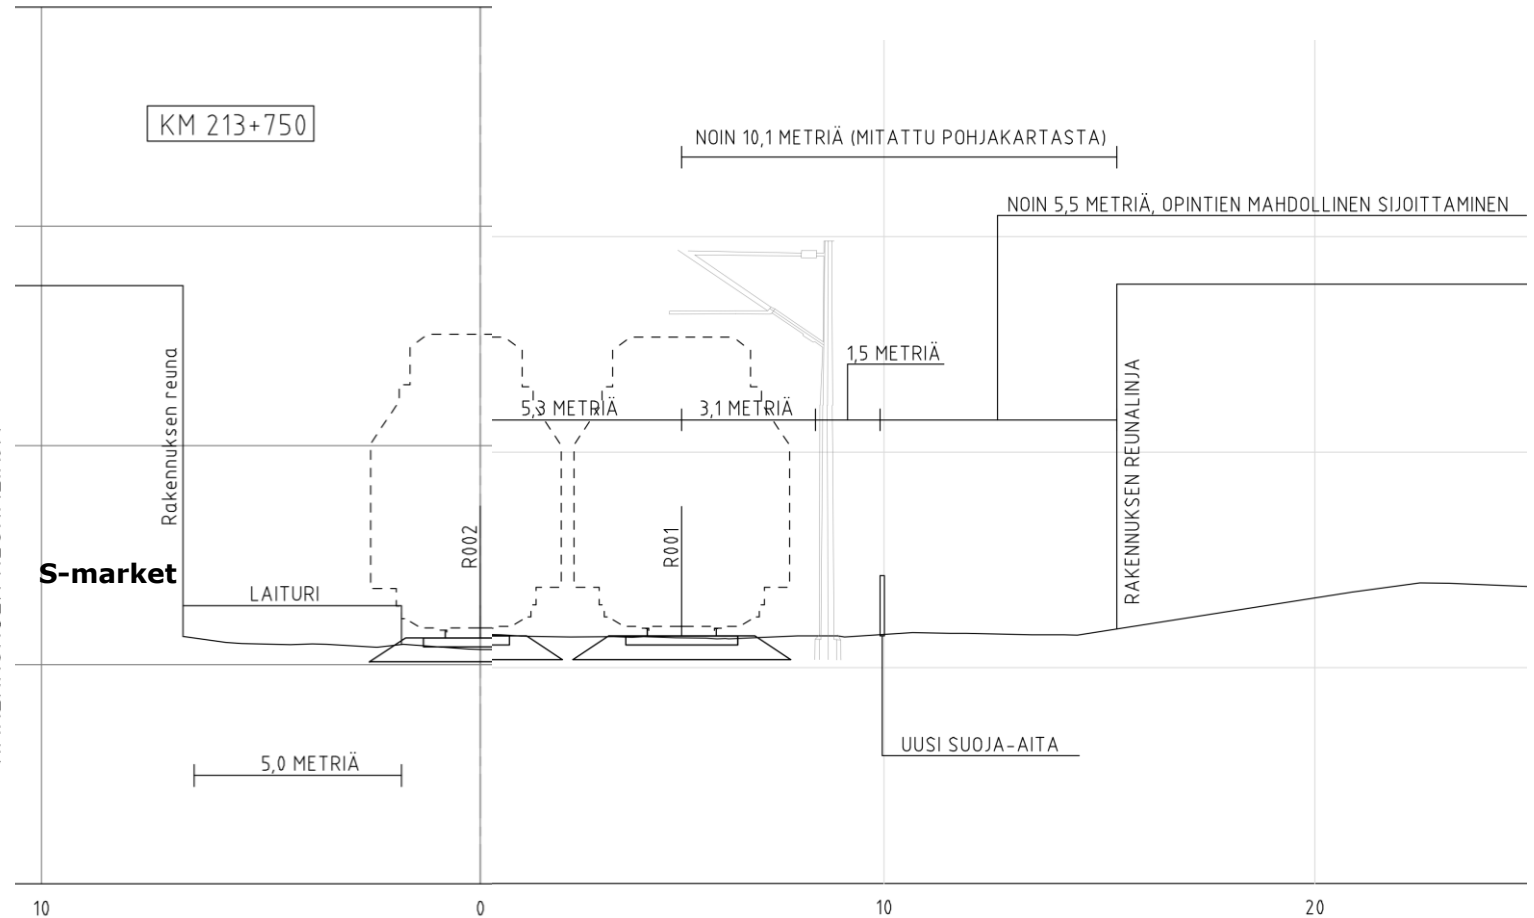 KM 213+750
NOIN 10,1 METRIÄ (MITATTU POHJAKARTASTA)
NOIN 5,5 METRIÄ, OPINTIEN MAHDOLLINEN SIJOITTAMINEN
1,5 METRIÄ
5,3 METRIÄ
3,1 METRIÄ
Rakennuksen reuna
RAKENNUKSEN REUNALINJA
R002
R001
S-market
LAITURI
UUSI SUOJA-AITA
5,0 METRIÄ
10
0
10
20